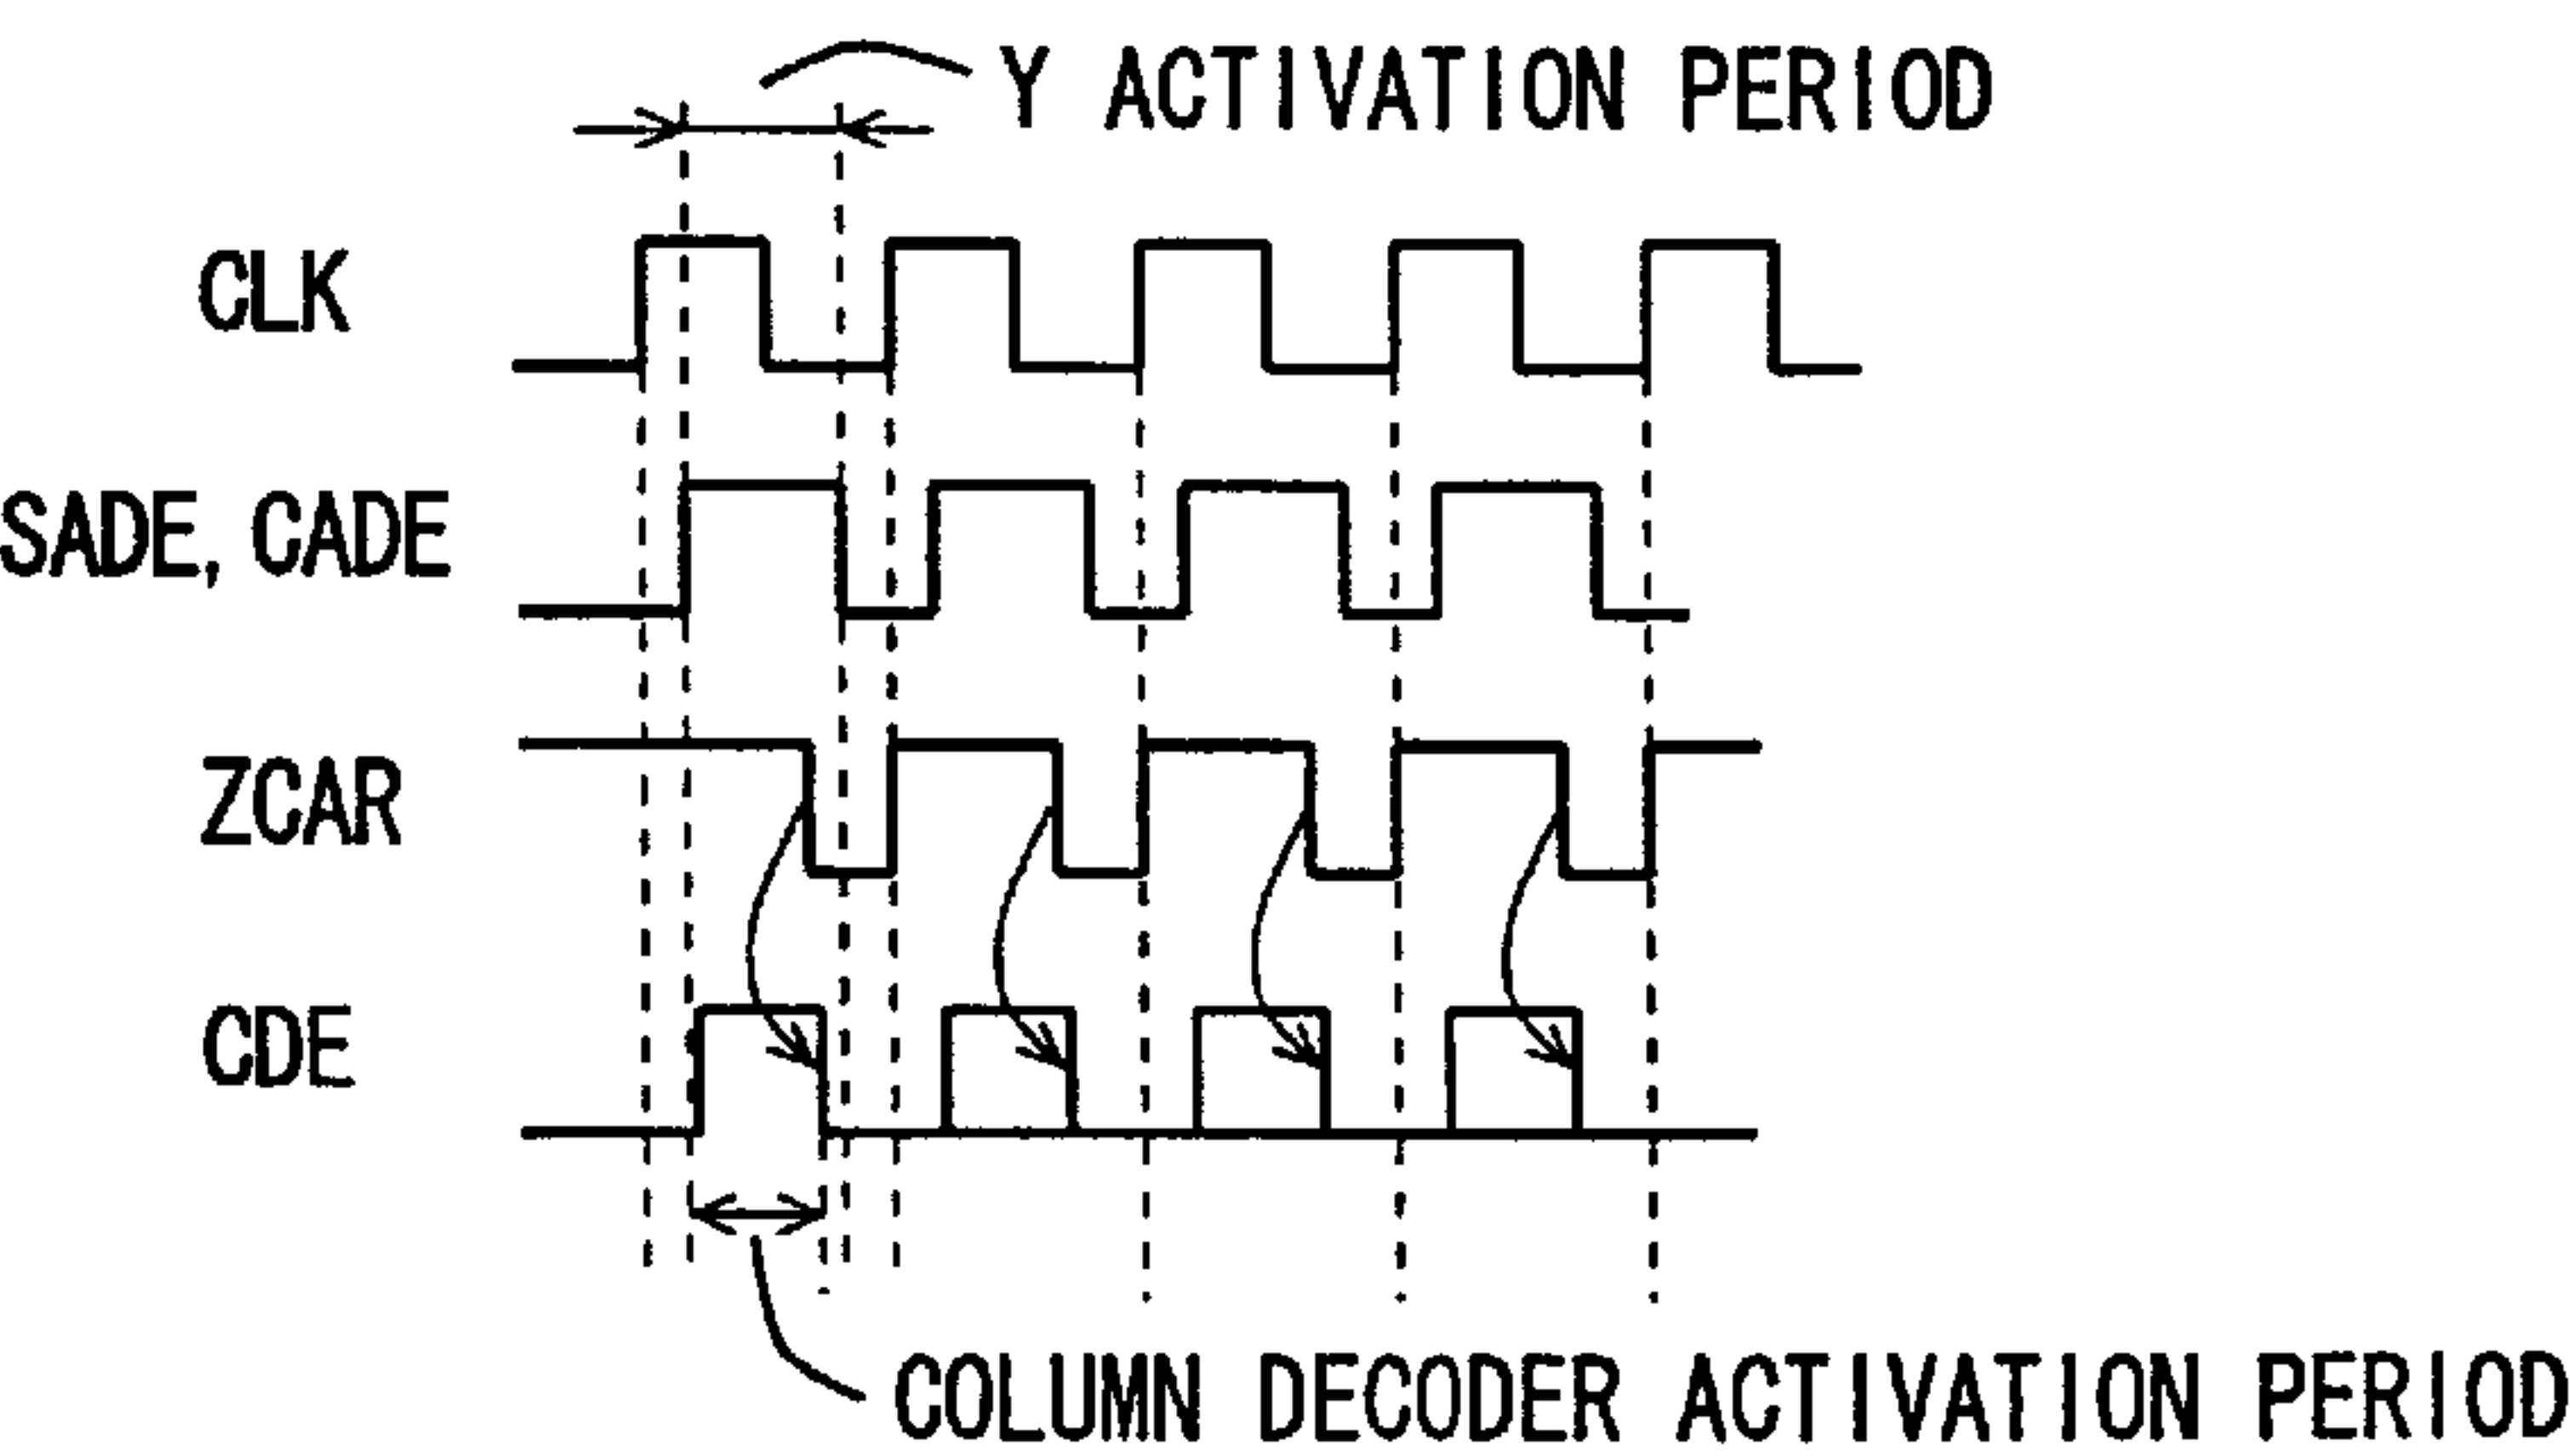 Y ACTIVATION PERIOD
CLK
SADE, CADE
ZCAR
CDE
COLUMN DECODER ACTIVATION PERIOD